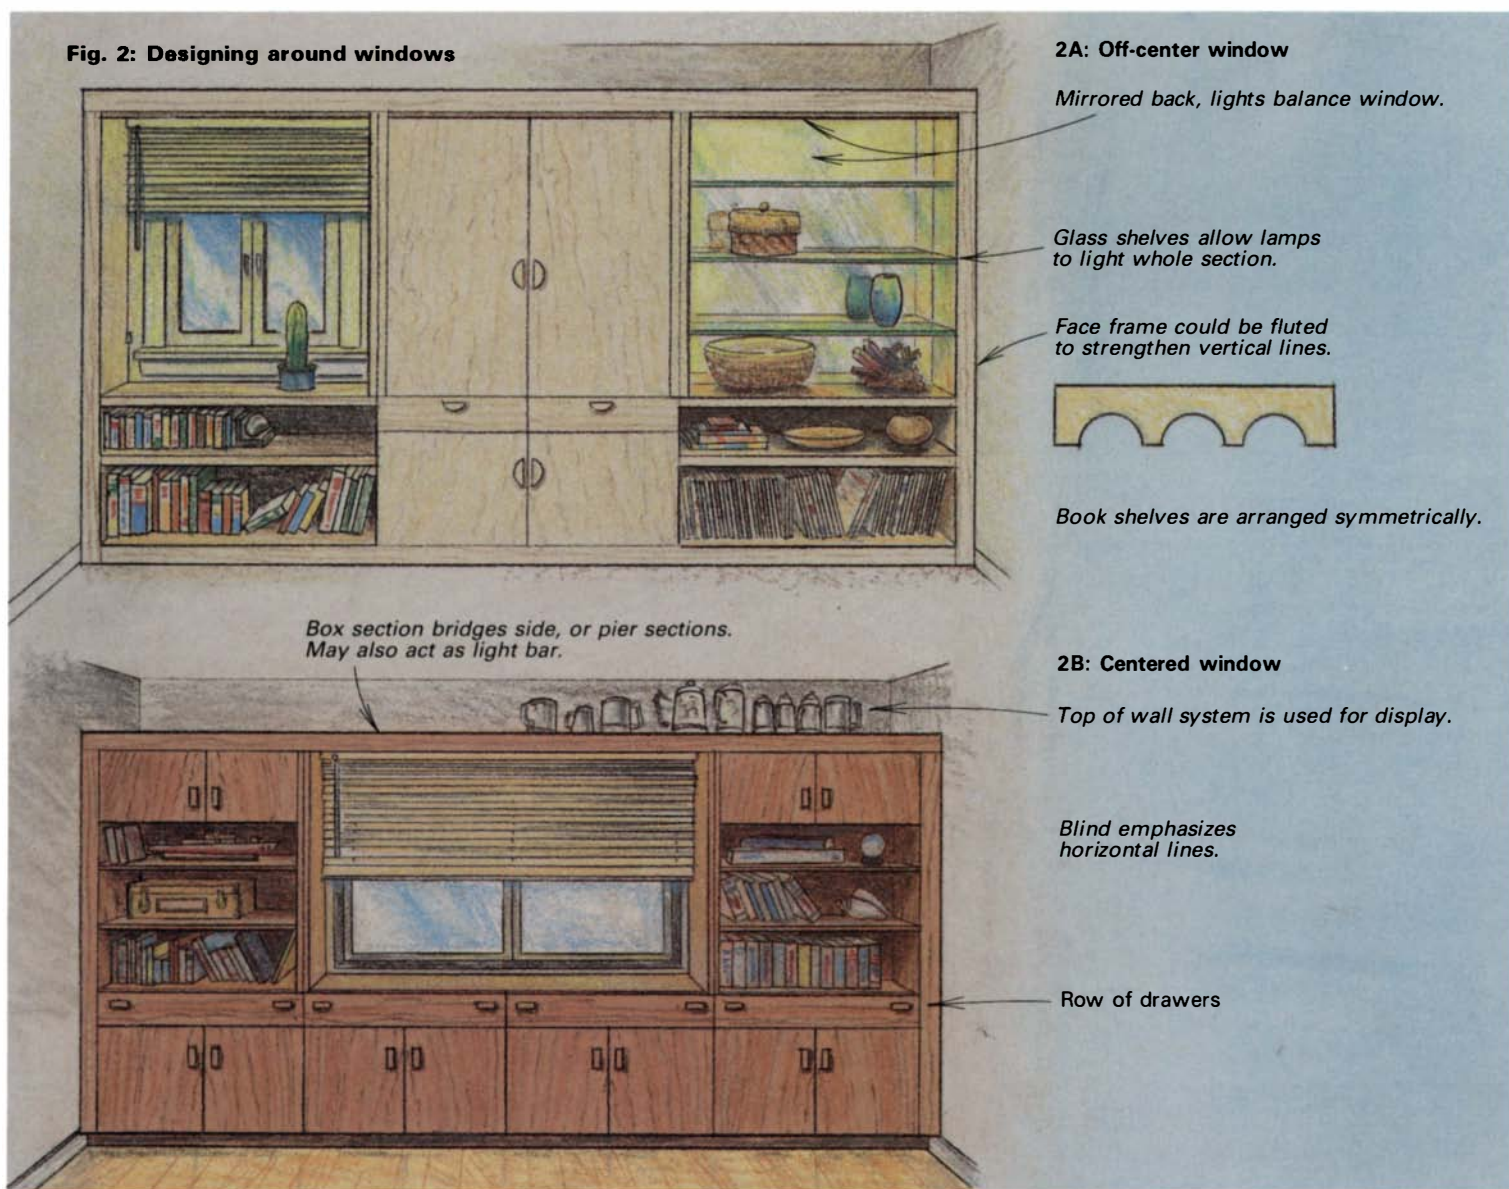 Fig. 2: Designing around windows
2A: Off-center window
Mirrored back, lights balance window.
Glass shelves allow lamps
to light whole section.
Face frame could be fluted
to strengthen vertical lines.
Book shelves are arranged symmetrically.
Box section bridges side, or pier sections.
May also act as light bar.
2B: Centered window
Top of wall system is used for display.
Blind emphasizes
horizontal lines.
Row of drawers